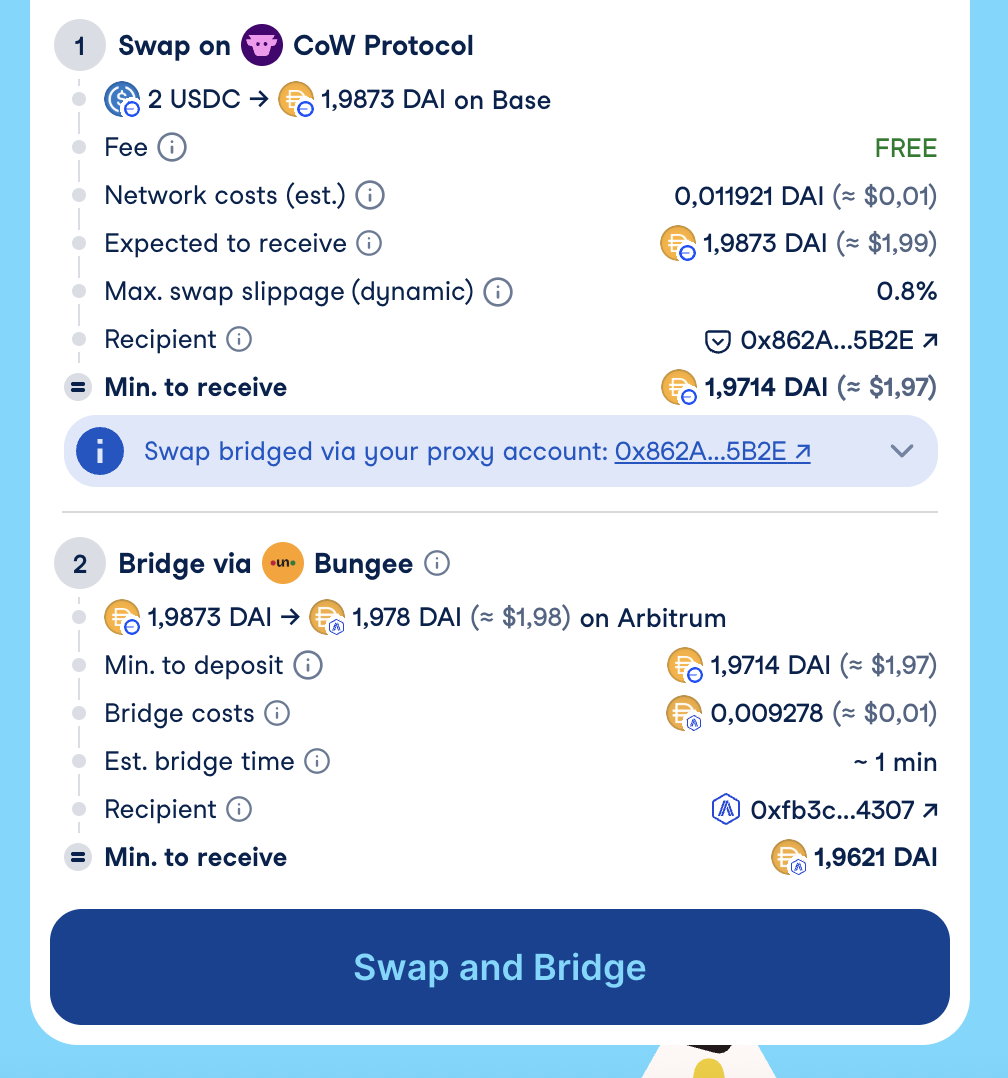 1 Swap on CoW Protocol
2 USDC → 1,9873 DAI on Base
Fee FREE
Network costs (est.) 0,011921 DAI (≈ $0,01)
Expected to receive 1,9873 DAI (≈ $1,99)
Max. swap slippage (dynamic) 0.8%
Recipient 0x862A...5B2E ↗
= Min. to receive 1,9714 DAI (≈ $1,97)
Swap bridged via your proxy account: 0x862A...5B2E ↗
2 Bridge via un Bungee
1,9873 DAI → 1,978 DAI (≈ $1,98) on Arbitrum
Min. to deposit 1,9714 DAI (≈ $1,97)
Bridge costs 0,009278 (≈ $0,01)
Est. bridge time ~ 1 min
Recipient 0xfb3c...4307 ↗
= Min. to receive 1,9621 DAI
Swap and Bridge